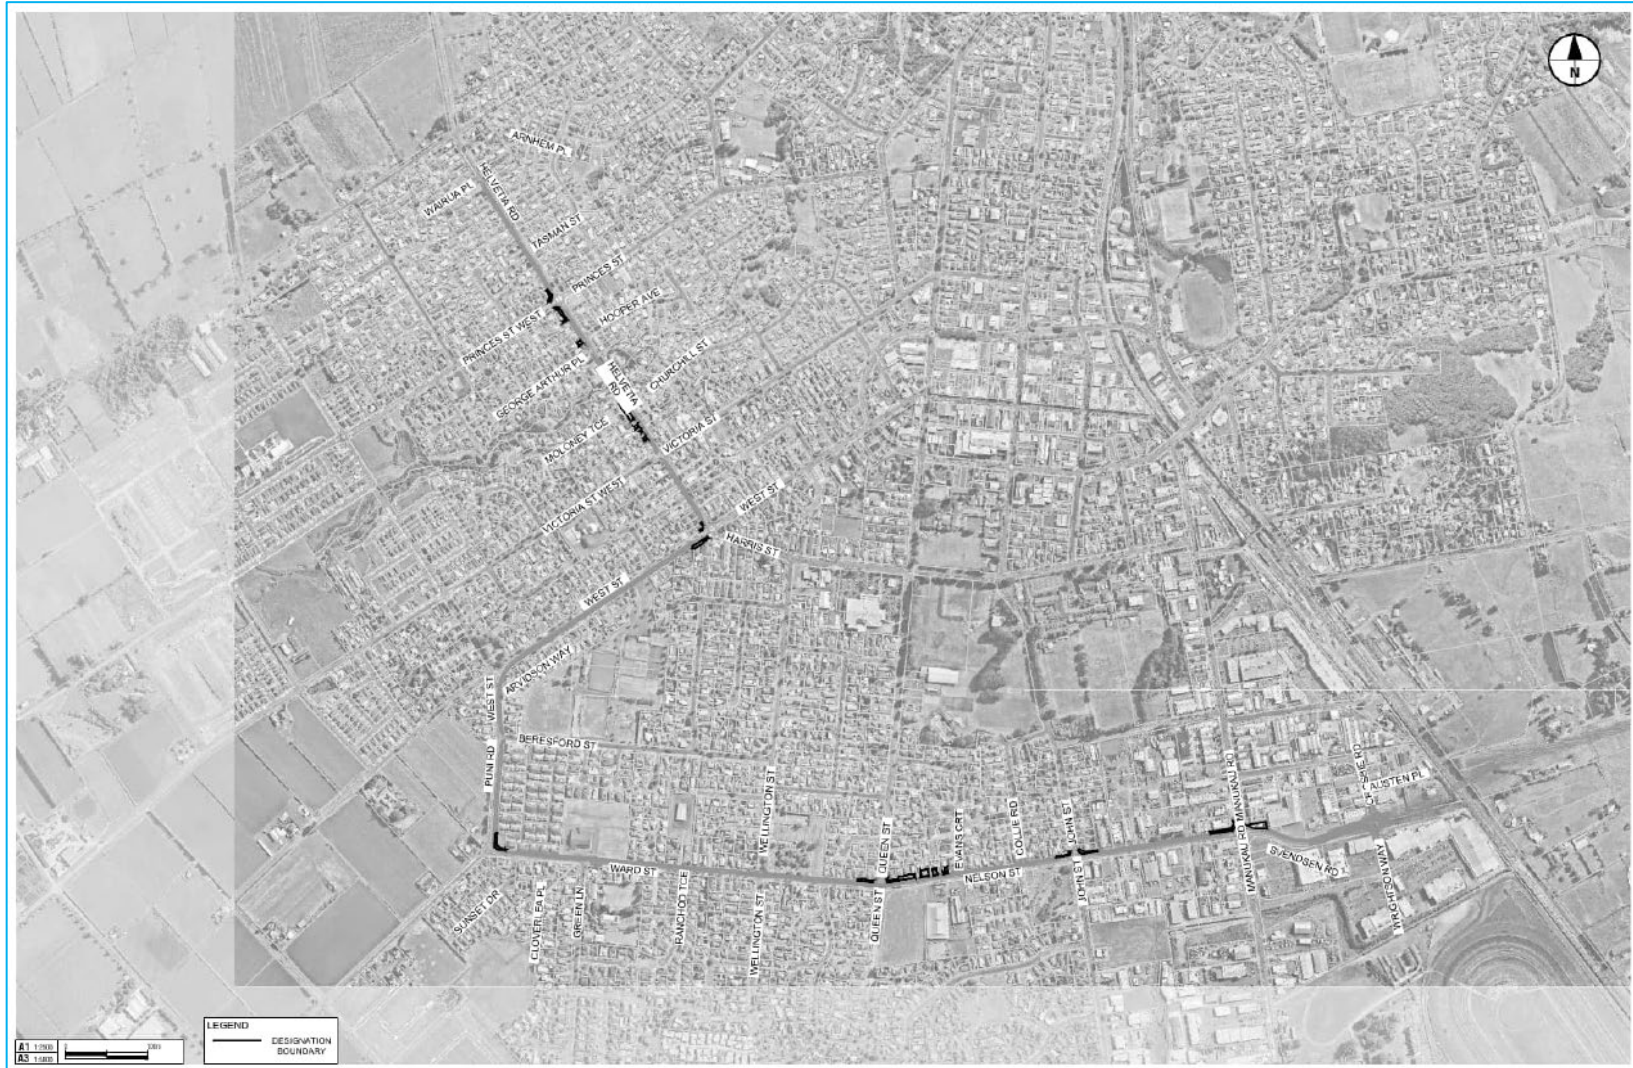 N
ARNHEM PL
HELVETIA RD
WAIRUA PL
TASMAN ST
PRINCES ST
HOOPER AVE
PRINCES ST WEST
CHURCHILL ST
GEORGE ARTHUR PL
HELVETIA
RD
VICTORIA ST
MOLONEY TCE
WEST ST
VICTORIA ST WEST
HARRIS ST
WEST ST
ARVIDSON WAY
WEST ST
BERESFORD ST
PUNI RD
MANUKAU RD
AUSTEN PL
WELLINGTON ST
QUEEN ST
EVANS CRT
COLLIE RD
JOHN ST
MANUKAU RD
SVENDSEN RD
WARD ST
NELSON ST
JOHN ST
MANUKAU RD
WRIGHTSON WAY
SUNSET DR
CLOVERLEA PL
GREEN LN
RANCHOD TCE
WELLINGTON ST
QUEEN ST
LEGEND
DESIGNATION
BOUNDARY
A1
A3